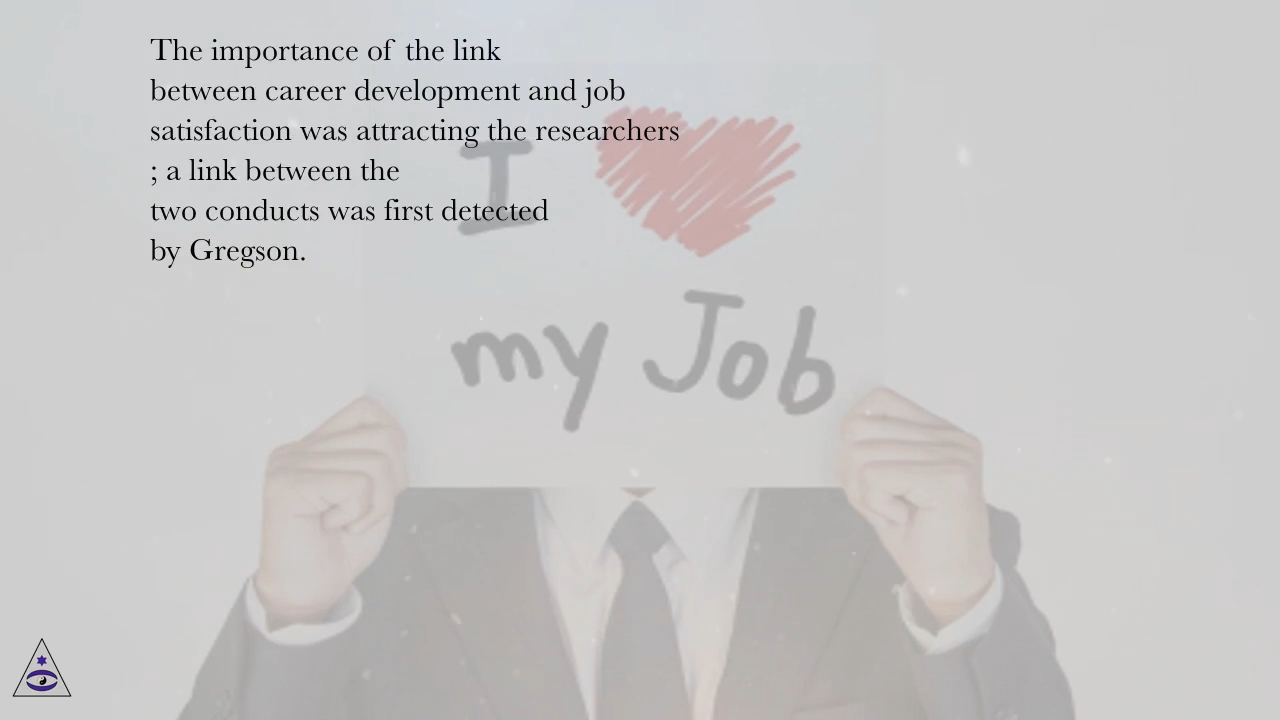 The importance of the link
between career development and job
satisfaction was attracting the researchers
; a link between the
two conducts was first detected
by Gregson.
I
my Job